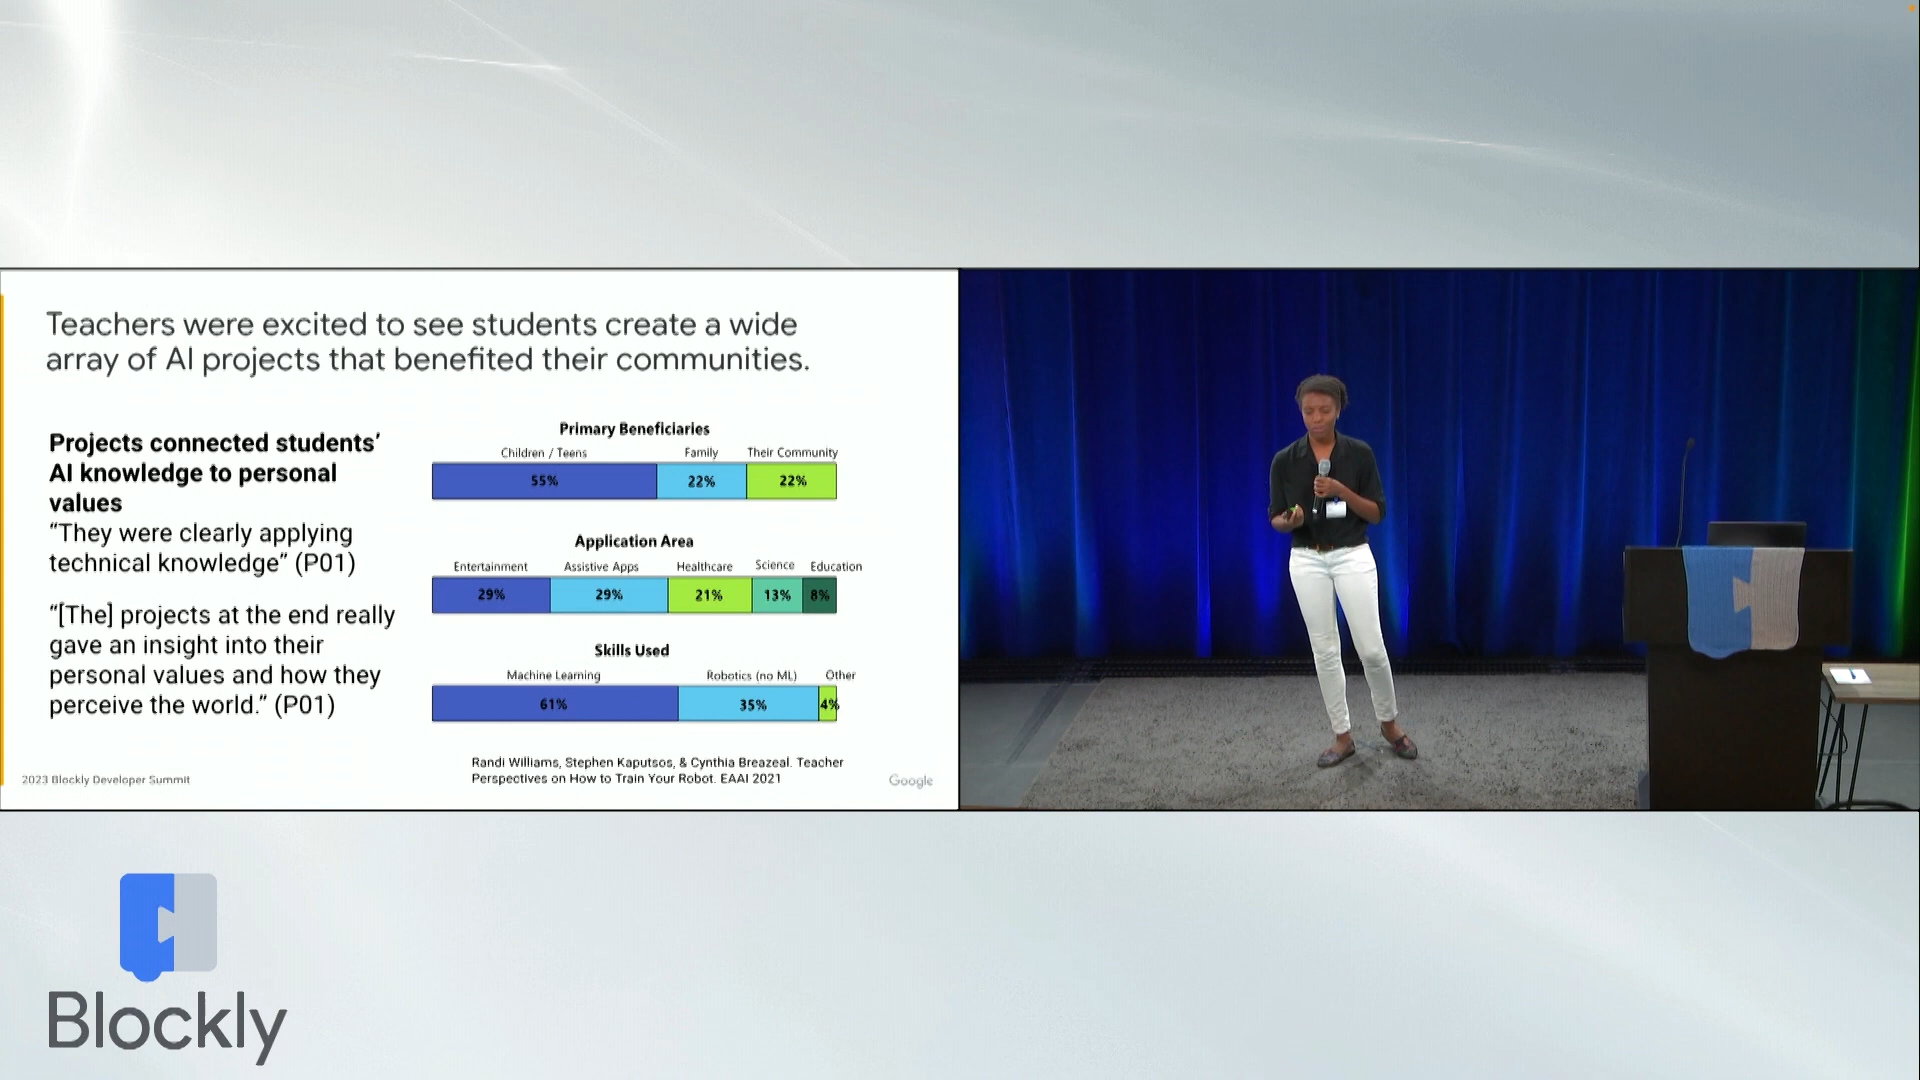 Teachers were excited to see students create a wide
array of AI projects that benefited their communities.
Projects connected students’
AI knowledge to personal
values
“They were clearly applying
technical knowledge” (P01)
“[The] projects at the end really
gave an insight into their
personal values and how they
perceive the world.” (P01)
Primary Beneficiaries
Children / Teens Family Their Community
55% 22% 22%
Application Area
Entertainment Assistive Apps Healthcare Science Education
29% 29% 21% 13% 8%
Skills Used
Machine Learning Robotics (no ML) Other
61% 35% 4%
Randi Williams, Stephen Kaputsos, & Cynthia Breazeal. Teacher
Perspectives on How to Train Your Robot. EAAI 2021
2023 Blockly Developer Summit
Google
Blockly